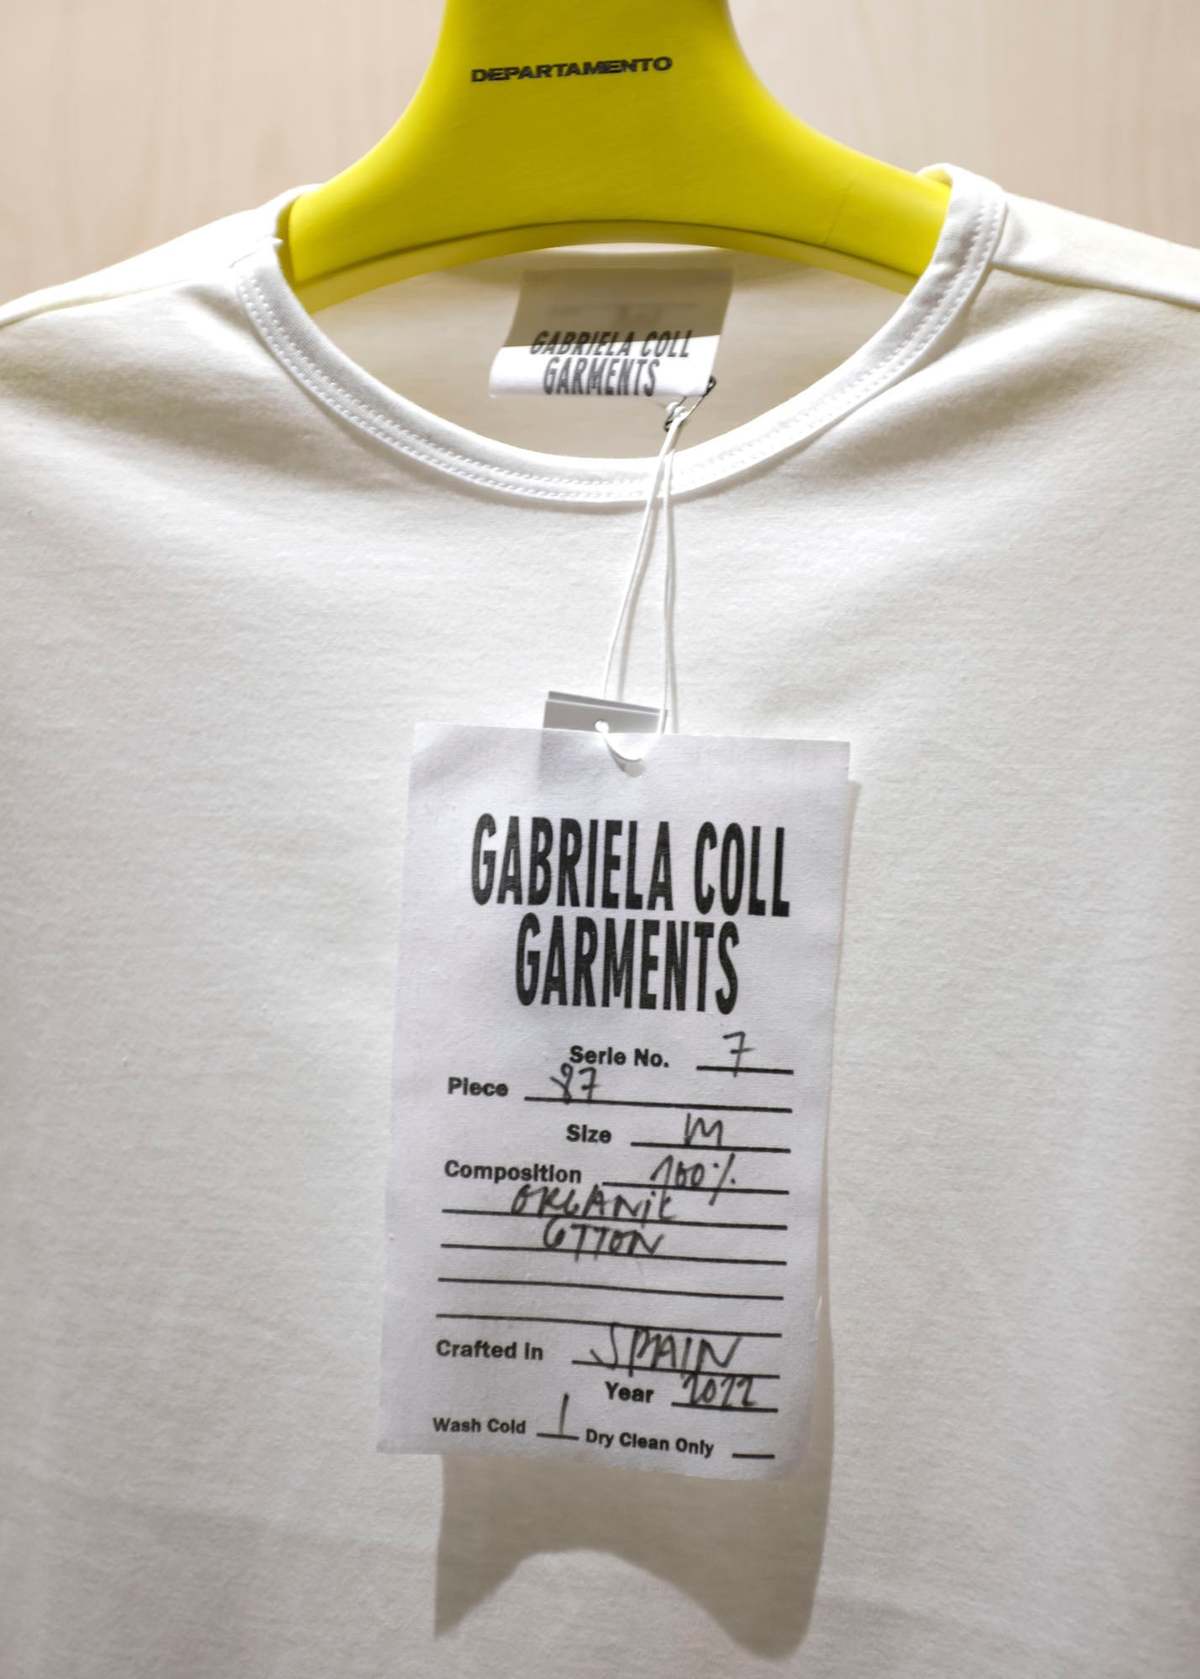 DEPARTAMENTO
GABRIELA COLL
GARMENTS
GABRIELA COLL
GARMENTS
Serie No. 7
Piece 87
Size M
Composition 100%
ORGANIC
COTTON
Crafted in SPAIN
Year 2022
Wash Cold / Dry Clean Only